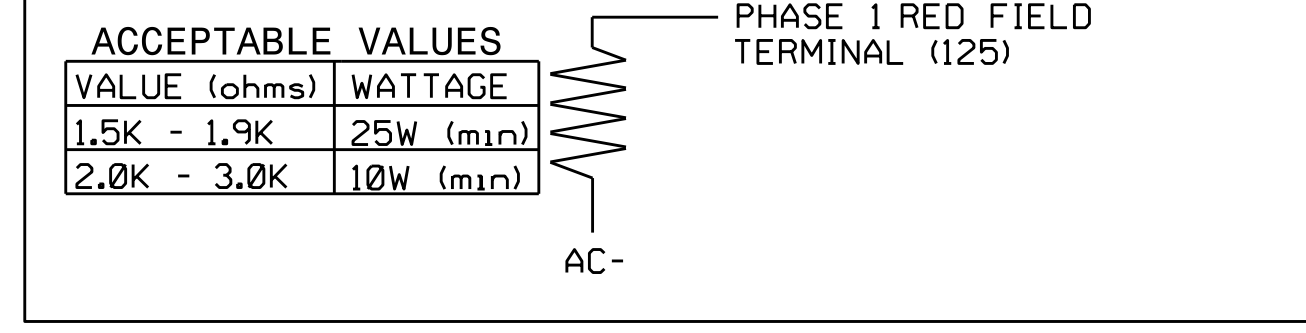 ACCEPTABLE VALUES
VALUE (ohms) WATTAGE
1.5K - 1.9K 25W (min)
2.0K - 3.0K 10W (min)
PHASE 1 RED FIELD
TERMINAL (125)
AC-